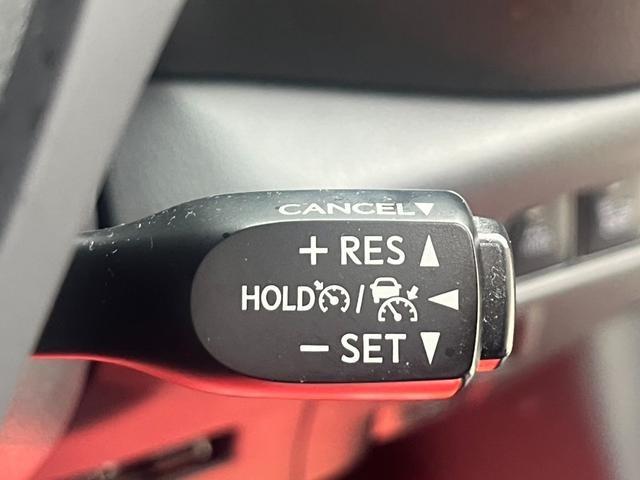 CANCEL▼
+ RES ▲
HOLD / ◀
− SET ▼